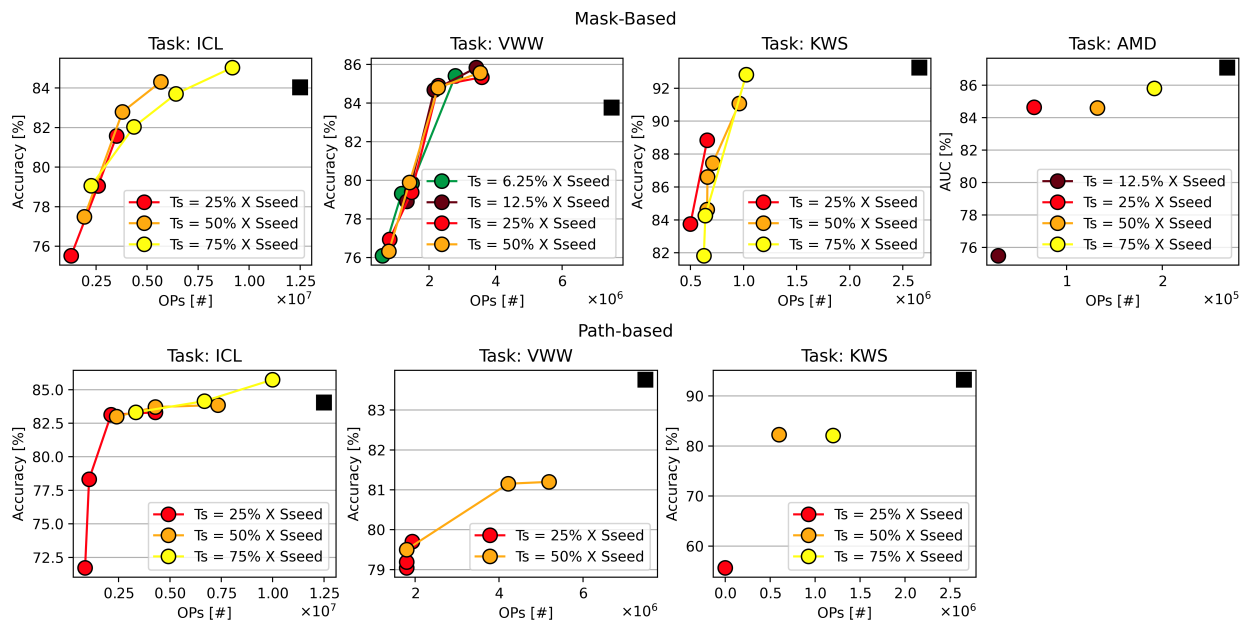 Mask-Based
Task: ICL
Accuracy [%]
84
82
80
78
76
Ts = 25% X Sseed
Ts = 50% X Sseed
Ts = 75% X Sseed
0.25 0.50 0.75 1.00 1.25
×10⁷
OPs [#]
Task: VWW
Accuracy [%]
86
84
82
80
78
76
Ts = 6.25% X Sseed
Ts = 12.5% X Sseed
Ts = 25% X Sseed
Ts = 50% X Sseed
2 4 6
×10⁶
OPs [#]
Task: KWS
Accuracy [%]
92
90
88
86
84
82
Ts = 25% X Sseed
Ts = 50% X Sseed
Ts = 75% X Sseed
0.5 1.0 1.5 2.0 2.5
×10⁶
OPs [#]
Task: AMD
AUC [%]
86
84
82
80
78
76
Ts = 12.5% X Sseed
Ts = 25% X Sseed
Ts = 50% X Sseed
Ts = 75% X Sseed
1 2
×10⁵
OPs [#]
Path-based
Task: ICL
Accuracy [%]
85.0
82.5
80.0
77.5
75.0
72.5
Ts = 25% X Sseed
Ts = 50% X Sseed
Ts = 75% X Sseed
0.25 0.50 0.75 1.00 1.25
×10⁷
OPs [#]
Task: VWW
Accuracy [%]
83
82
81
80
79
Ts = 25% X Sseed
Ts = 50% X Sseed
2 4 6
×10⁶
OPs [#]
Task: KWS
Accuracy [%]
90
80
70
60
Ts = 25% X Sseed
Ts = 50% X Sseed
Ts = 75% X Sseed
0.0 0.5 1.0 1.5 2.0 2.5
×10⁶
OPs [#]